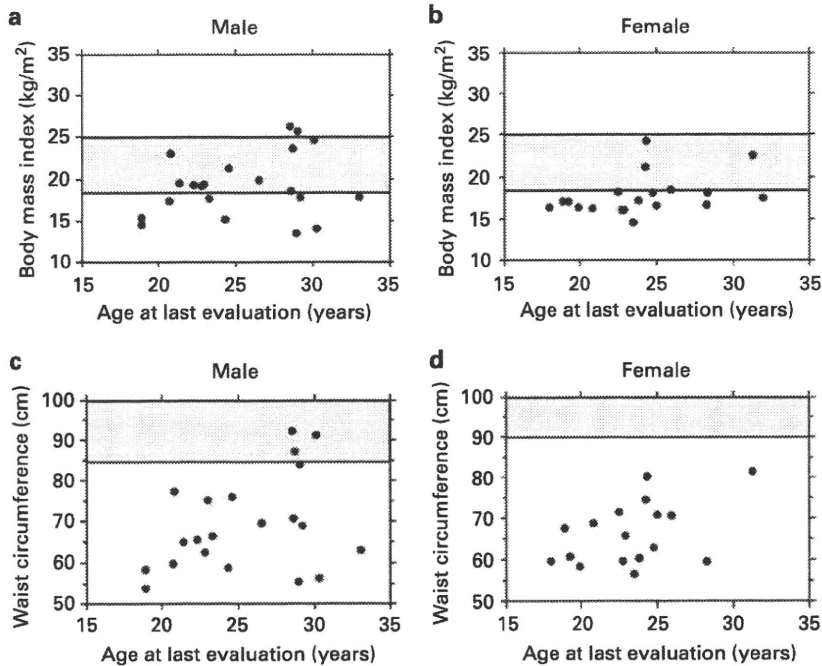 a
Male
Body mass index (kg/m²)
35
30
25
20
15
10
15 20 25 30 35
Age at last evaluation (years)
b
Female
Body mass index (kg/m²)
35
30
25
20
15
10
15 20 25 30 35
Age at last evaluation (years)
c
Male
Waist circumference (cm)
100
90
80
70
60
50
15 20 25 30 35
Age at last evaluation (years)
d
Female
Waist circumference (cm)
100
90
80
70
60
50
15 20 25 30 35
Age at last evaluation (years)